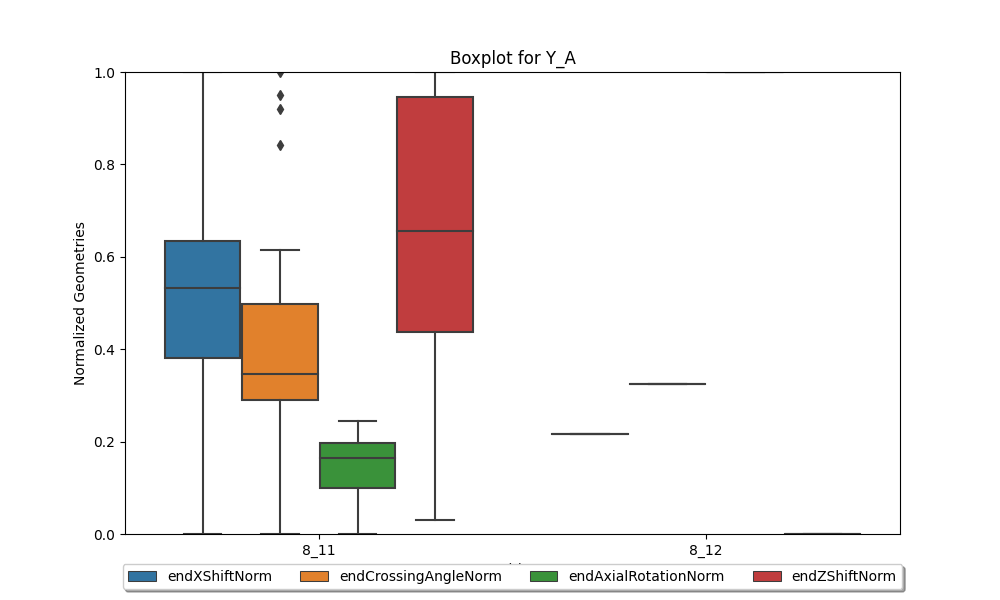 Boxplot for Y_A
Normalized Geometries
1.0
0.8
0.6
0.4
0.2
0.0
8_11 8_12
endXShiftNorm endCrossingAngleNorm endAxialRotationNorm endZShiftNorm